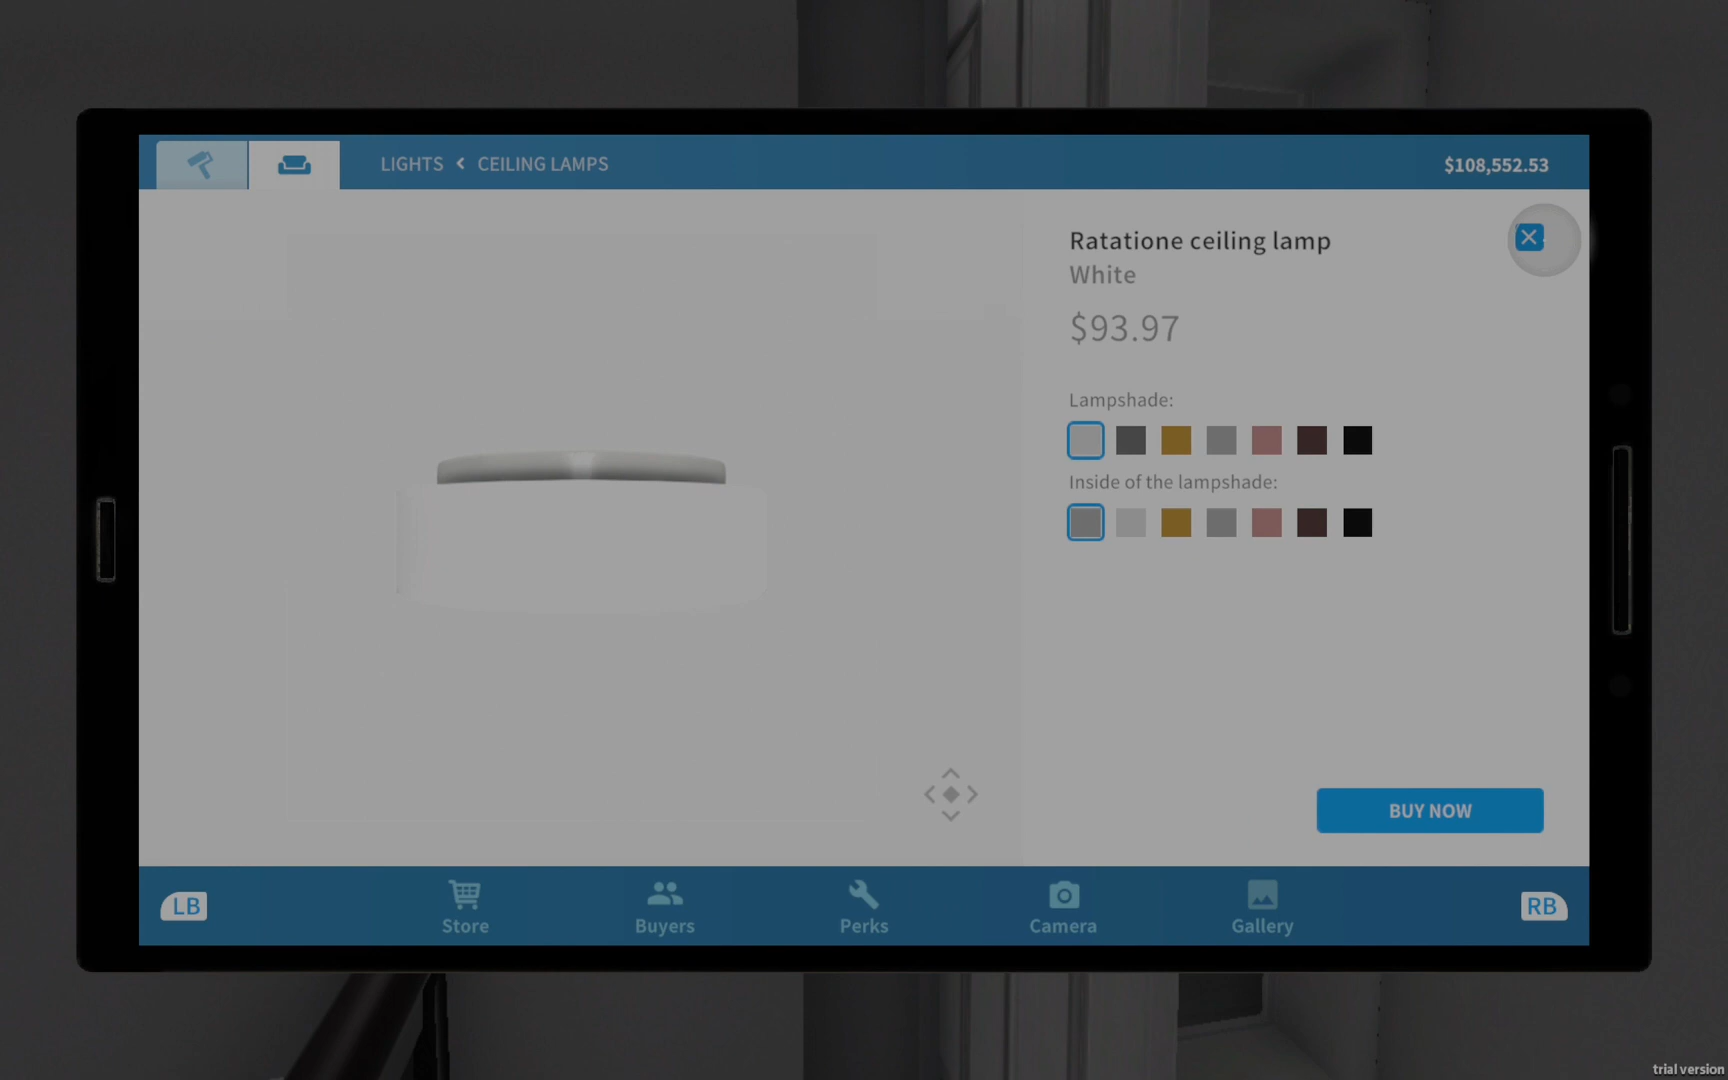 LIGHTS < CEILING LAMPS
$108,552.53
Ratatione ceiling lamp
White
$93.97
Lampshade:
Inside of the lampshade:
BUY NOW
LB
Store
Buyers
Perks
Camera
Gallery
RB
trial version